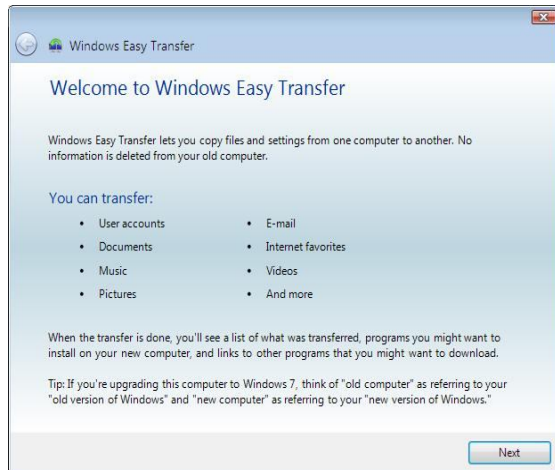 Windows Easy Transfer
Welcome to Windows Easy Transfer
Windows Easy Transfer lets you copy files and settings from one computer to another. No
information is deleted from your old computer.
You can transfer:
• User accounts
• E-mail
• Documents
• Internet favorites
• Music
• Videos
• Pictures
• And more
When the transfer is done, you'll see a list of what was transferred, programs you might want to
install on your new computer, and links to other programs that you might want to download.
Tip: If you're upgrading this computer to Windows 7, think of "old computer" as referring to your
"old version of Windows" and "new computer" as referring to your "new version of Windows."
Next